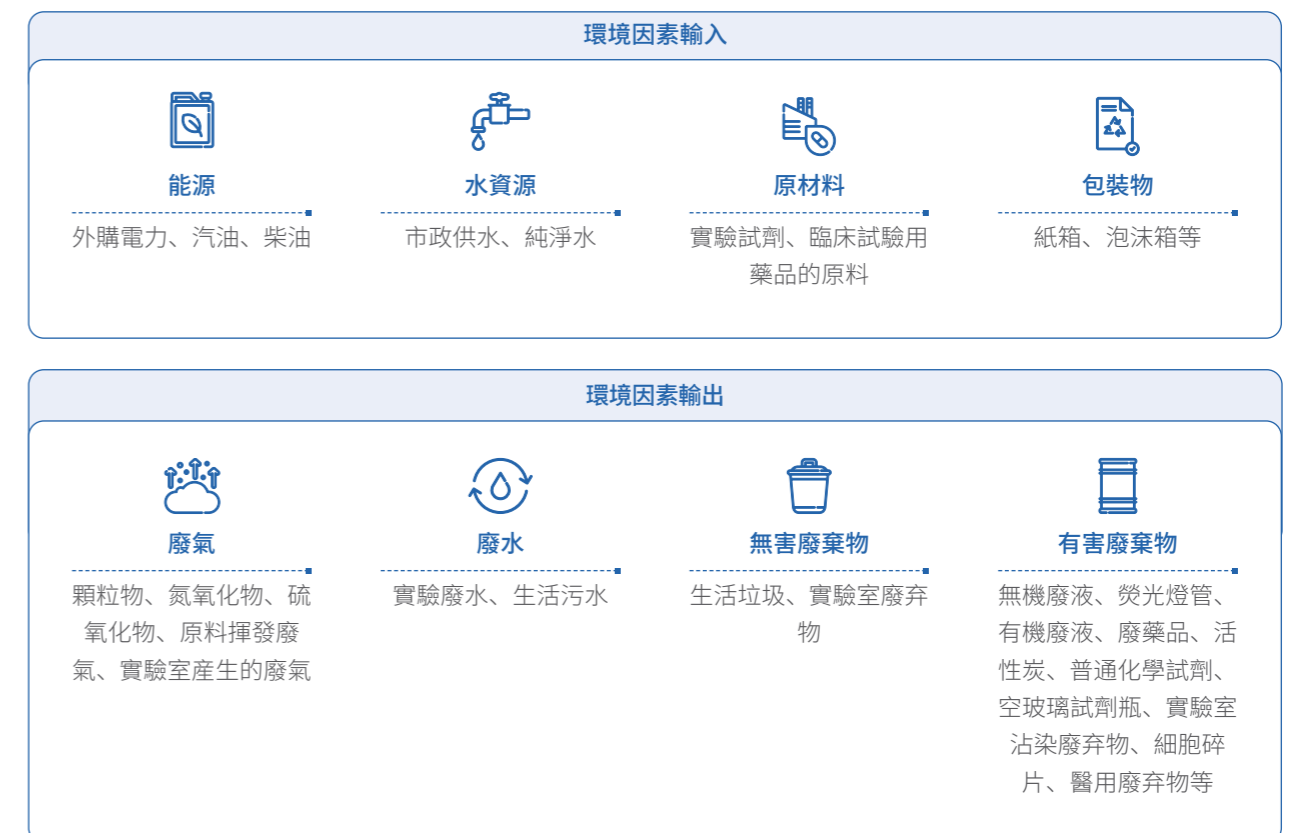 環境因素輸入
能源
外購電力、汽油、柴油
水資源
市政供水、純淨水
原材料
實驗試劑、臨床試驗用
藥品的原料
包裝物
紙箱、泡沫箱等
環境因素輸出
廢氣
顆粒物、氮氧化物、硫
氧化物、原料揮發廢
氣、實驗室産生的廢氣
廢水
實驗廢水、生活污水
無害廢棄物
生活垃圾、實驗室廢弃
物
有害廢棄物
無機廢液、熒光燈管、
有機廢液、廢藥品、活
性炭、普通化學試劑、
空玻璃試劑瓶、實驗室
沾染廢弃物、細胞碎
片、醫用廢弃物等